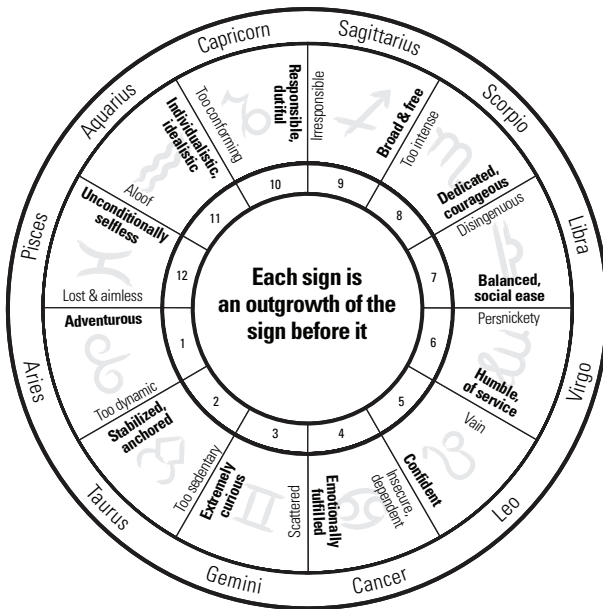 Capricorn
Sagittarius
Aquarius
Scorpio
Pisces
Libra
Aries
Virgo
Taurus
Leo
Gemini
Cancer
Too conforming
Responsible,
dutiful
Irresponsible
Broad & free
Too intense
Individualistic,
idealistic
Dedicated,
courageous
Disingenuous
Aloof
Unconditionally
selfless
Balanced,
social ease
Lost & aimless
Persnickety
Adventurous
Humble,
of service
Too dynamic
Vain
Stabilized,
anchored
Confident
Too sedentary
Insecure,
dependent
Extremely
curious
Scattered
Emotionally
fulfilled
10
9
11
8
12
7
1
6
2
5
3
4
Each sign is
an outgrowth of the
sign before it